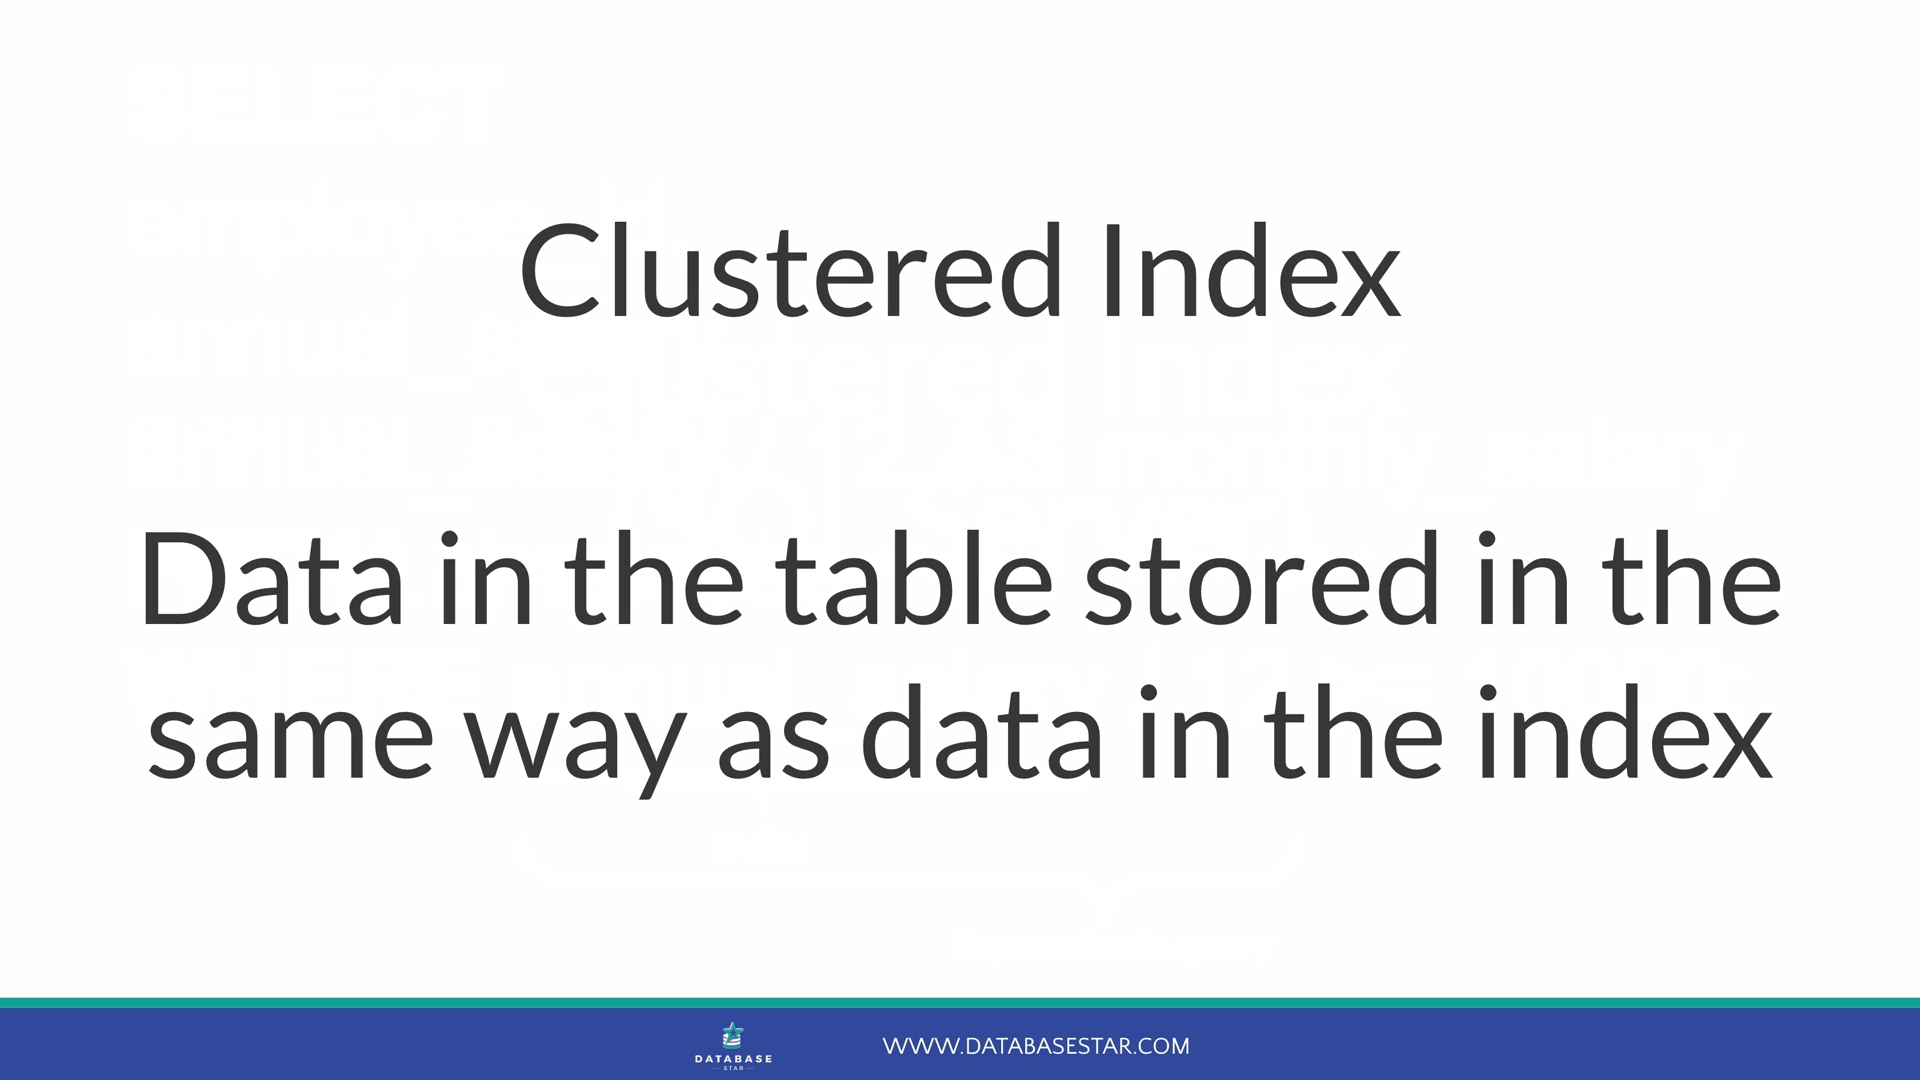 Clustered Index
Data in the table stored in the
same way as data in the index
DATABASE
STAR
WWW.DATABASESTAR.COM